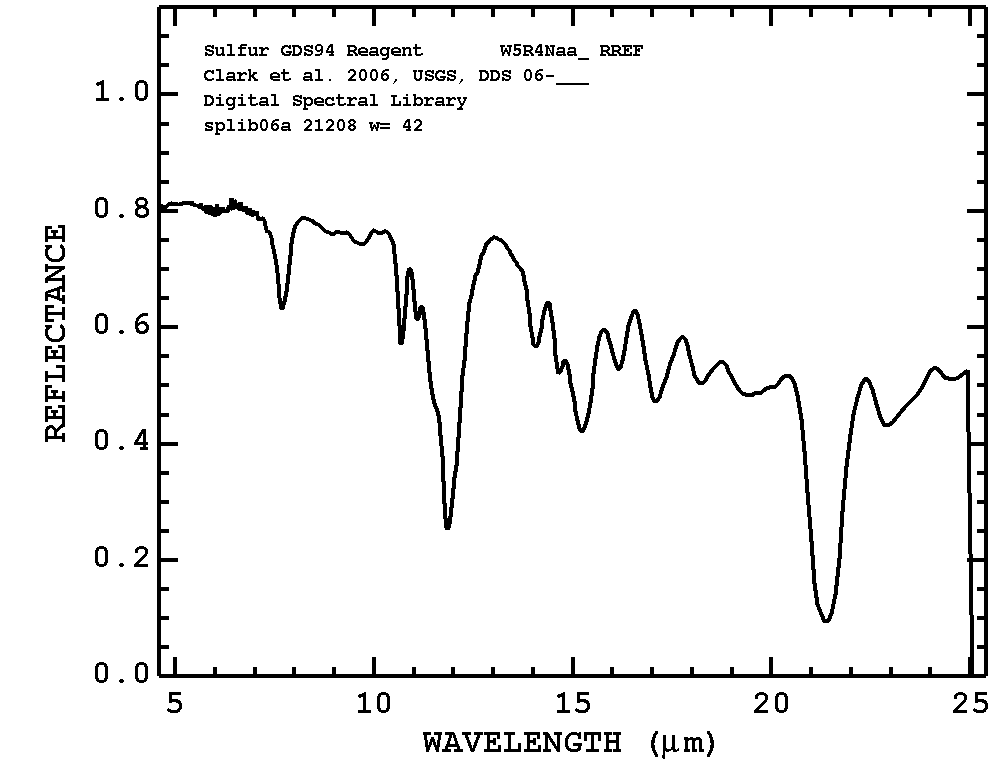 Sulfur GDS94 Reagent W5R4Naa_ RREF
Clark et al. 2006, USGS, DDS 06-___
Digital Spectral Library
splib06a 21208 w= 42
1.0
0.8
0.6
0.4
0.2
0.0
REFLECTANCE
5 10 15 20 25
WAVELENGTH (μm)